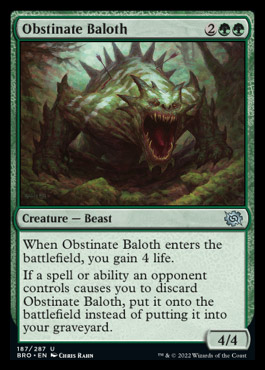 Obstinate Baloth 2
Creature — Beast
When Obstinate Baloth enters the
battlefield, you gain 4 life.
If a spell or ability an opponent
controls causes you to discard
Obstinate Baloth, put it onto the
battlefield instead of putting it into
your graveyard.
4/4
187/287 U
BRO • EN Chris Rahn
™ & © 2022 Wizards of the Coast